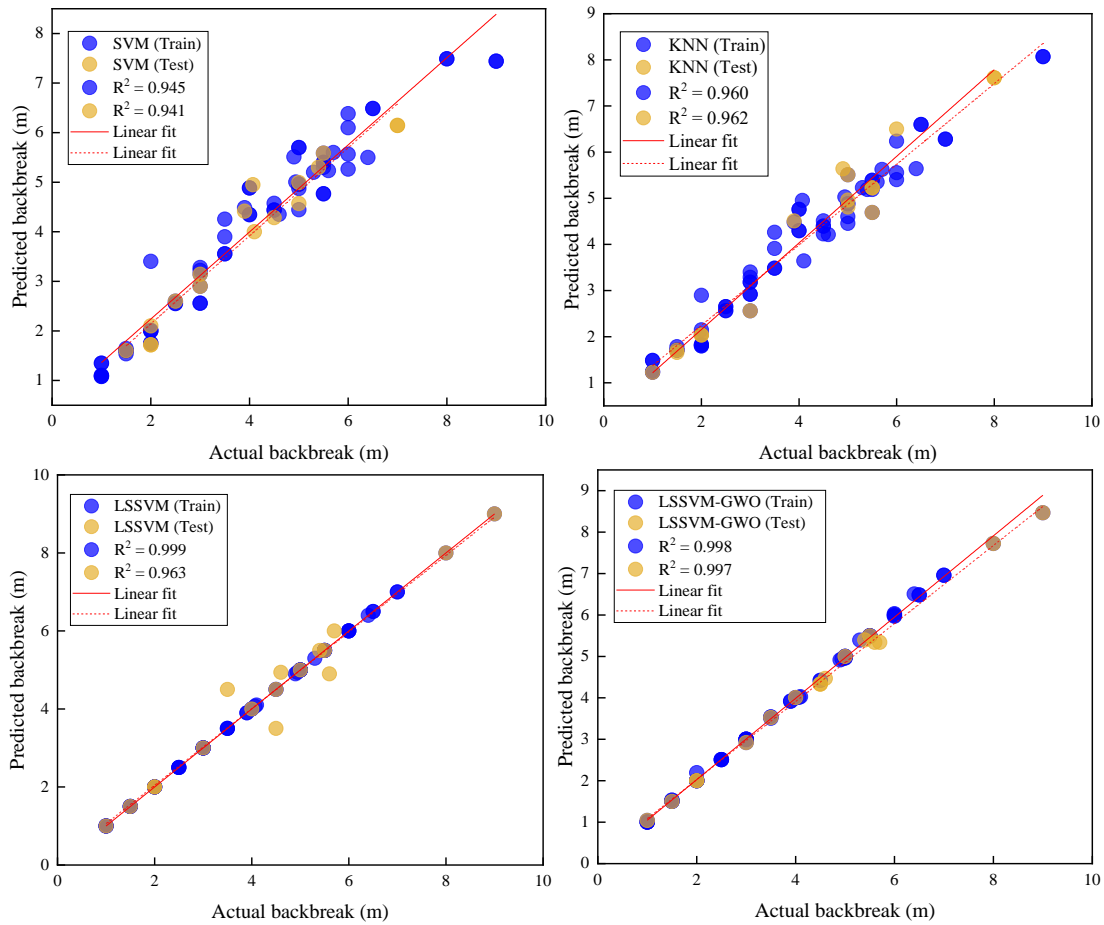 8
7
6
5
4
3
2
1
0
2
4
6
8
10
Predicted backbreak (m)
Actual backbreak (m)
SVM (Train)
SVM (Test)
R² = 0.945
R² = 0.941
Linear fit
Linear fit
9
8
7
6
5
4
3
2
1
0
2
4
6
8
10
Predicted backbreak (m)
Actual backbreak (m)
KNN (Train)
KNN (Test)
R² = 0.960
R² = 0.962
Linear fit
Linear fit
10
8
6
4
2
0
0
2
4
6
8
10
Predicted backbreak (m)
Actual backbreak (m)
LSSVM (Train)
LSSVM (Test)
R² = 0.999
R² = 0.963
Linear fit
Linear fit
9
8
7
6
5
4
3
2
1
0
0
2
4
6
8
10
Predicted backbreak (m)
Actual backbreak (m)
LSSVM-GWO (Train)
LSSVM-GWO (Test)
R² = 0.998
R² = 0.997
Linear fit
Linear fit